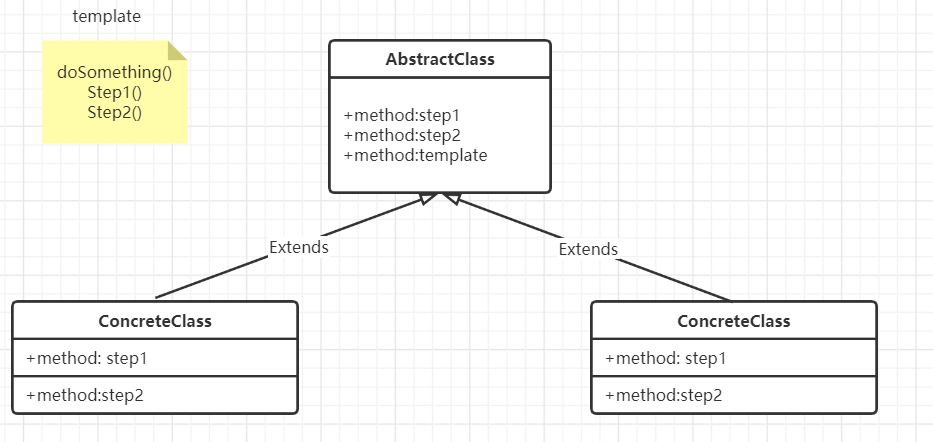 template
doSomething()
Step1()
Step2()
AbstractClass
+method:step1
+method:step2
+method:template
Extends
Extends
ConcreteClass
+method: step1
+method:step2
ConcreteClass
+method: step1
+method:step2